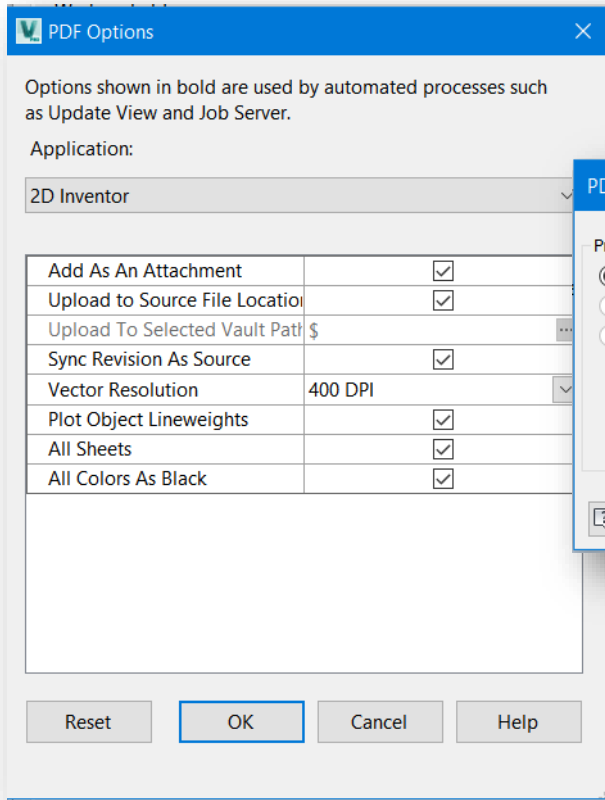 PDF Options
Options shown in bold are used by automated processes such
as Update View and Job Server.
Application:
2D Inventor
Add As An Attachment
Upload to Source File Location
Upload To Selected Vault Path $ ...
Sync Revision As Source
Vector Resolution 400 DPI
Plot Object Lineweights
All Sheets
All Colors As Black
Reset OK Cancel Help